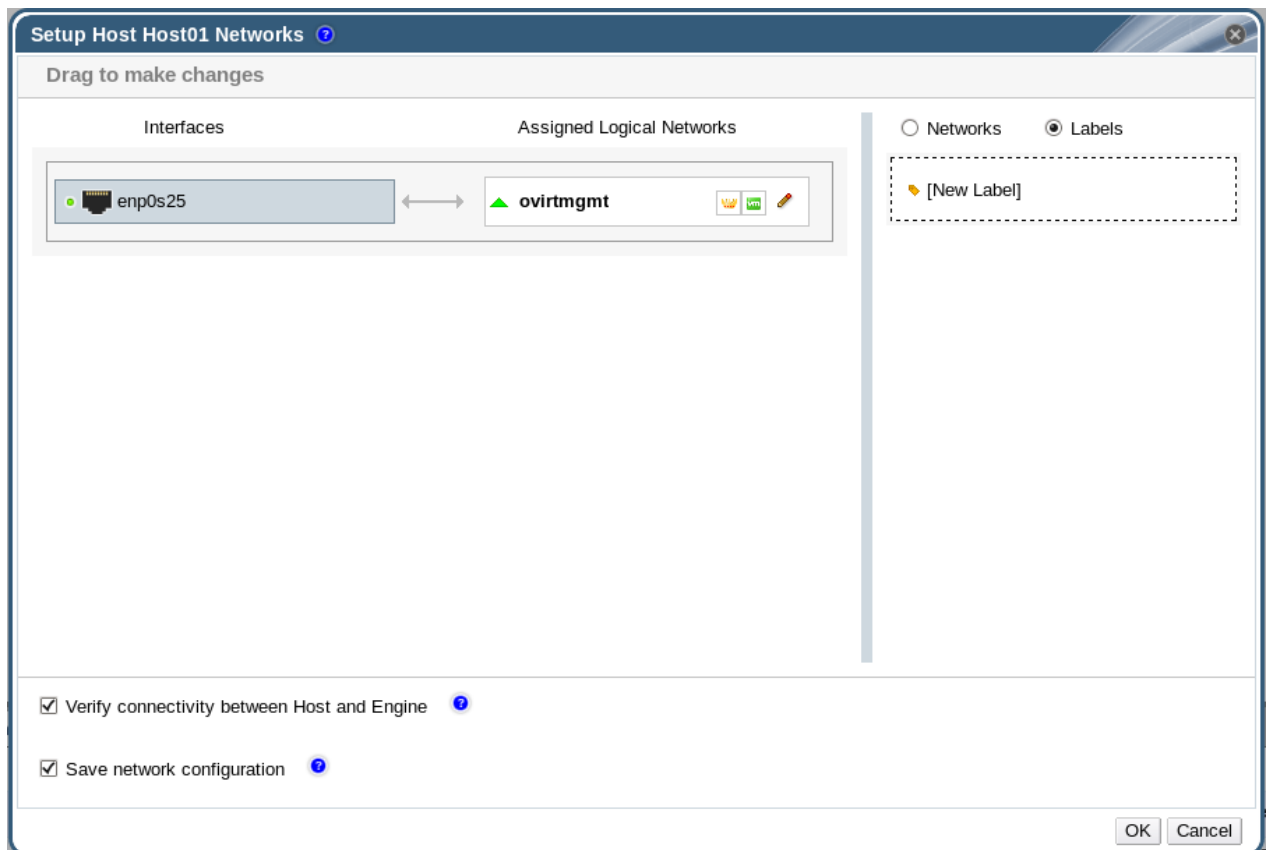 Setup Host Host01 Networks
Drag to make changes
Interfaces
Assigned Logical Networks
Networks
Labels
enp0s25
ovirtmgmt
vm
[New Label]
Verify connectivity between Host and Engine
Save network configuration
OK
Cancel